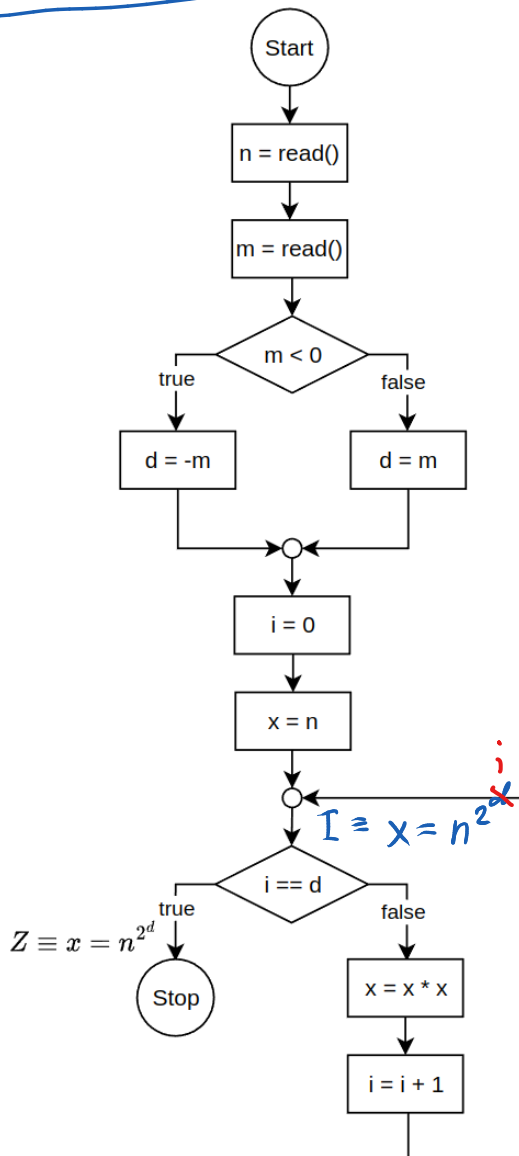 Start
n = read()
m = read()
m < 0
true
false
d = -m
d = m
i = 0
x = n
i
I ≡ x = n^{2^d}
i == d
true
false
Z ≡ x = n^{2^d}
Stop
x = x * x
i = i + 1